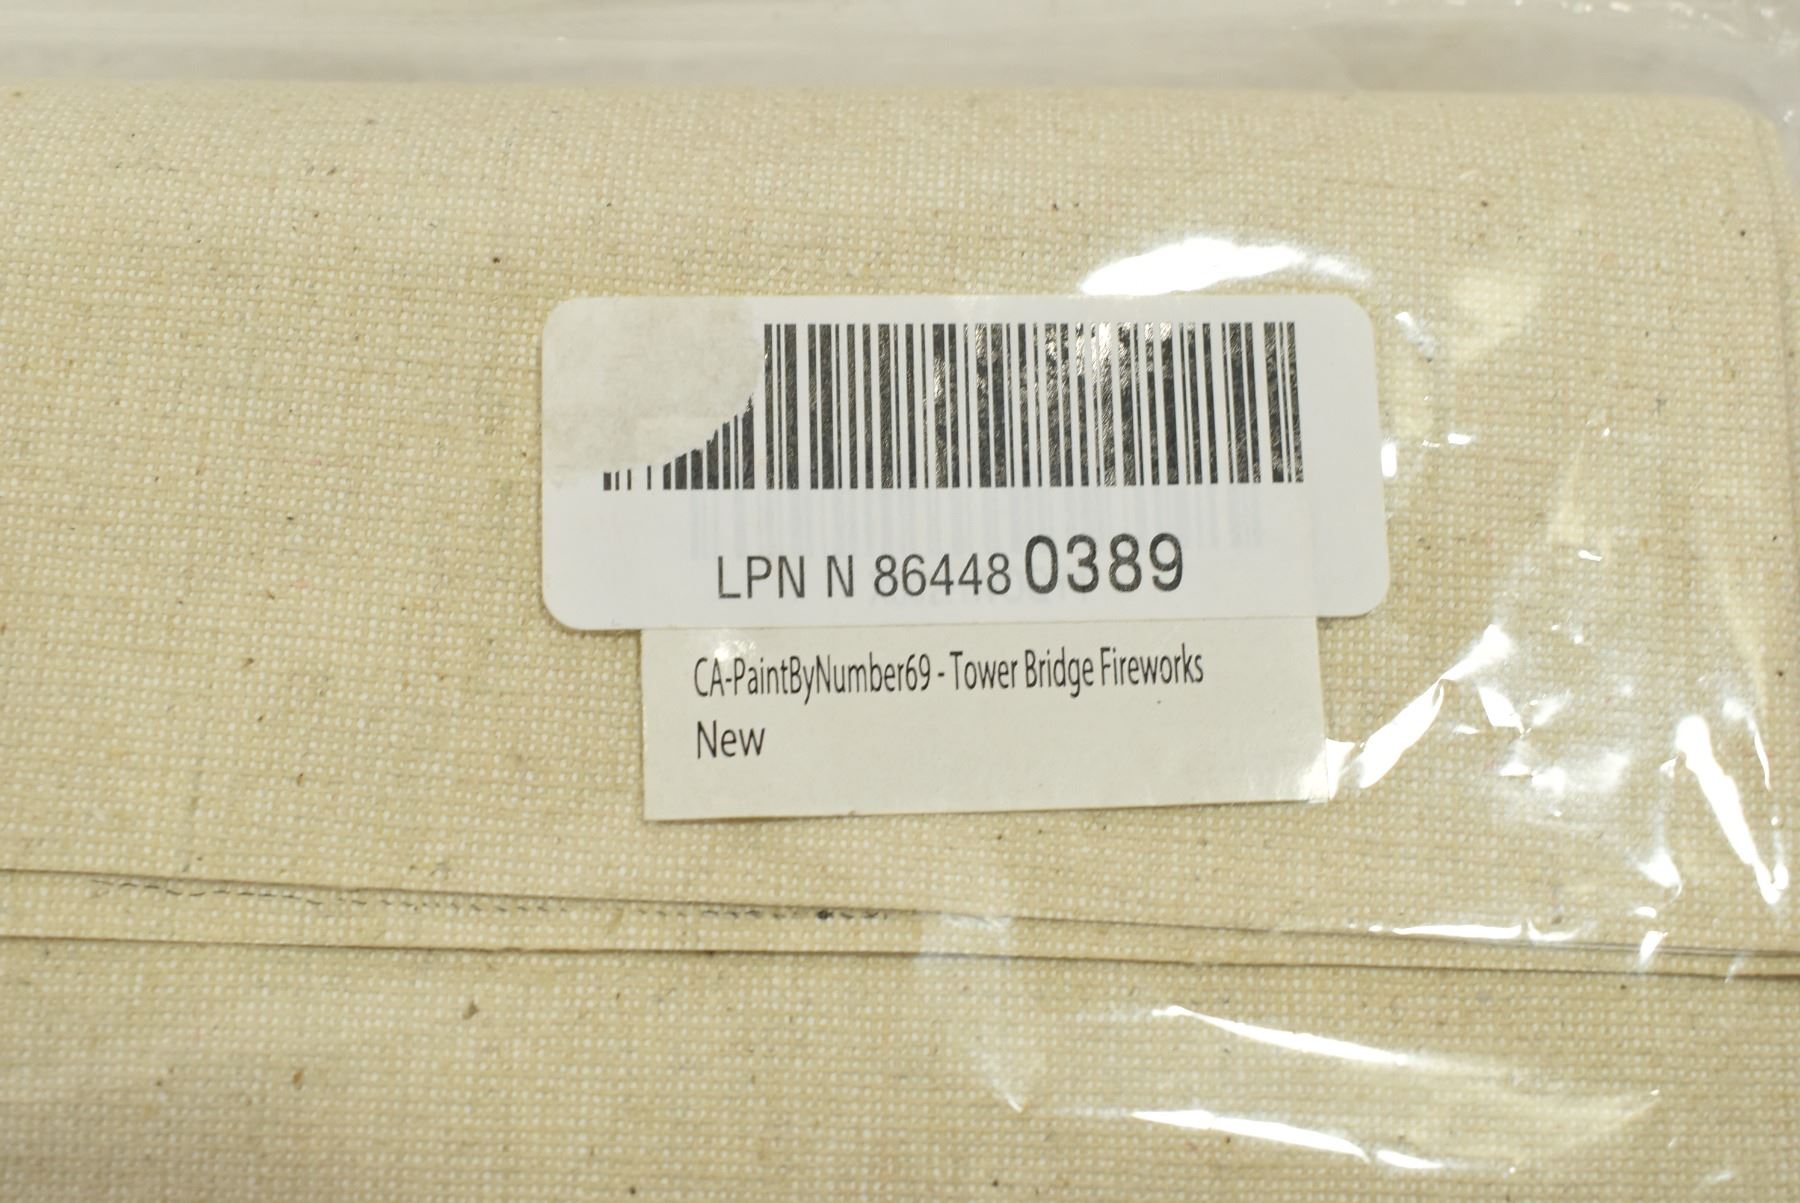 LPN N 86448 0389
CA-PaintByNumber69 - Tower Bridge Fireworks
New